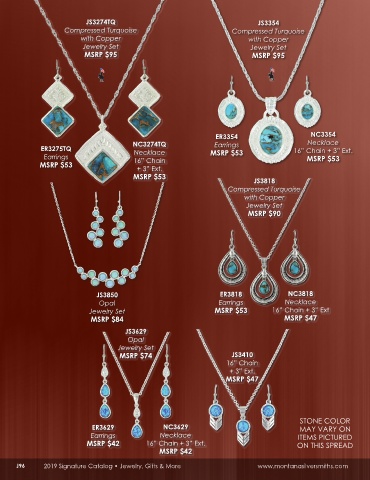 JS3274TQ
Compressed Turquoise
with Copper
Jewelry Set
MSRP $95
JS3354
Compressed Turquoise
with Copper
Jewelry Set
MSRP $95
ER3275TQ
Earrings
MSRP $53
NC3274TQ
Necklace
16” Chain
+ 3” Ext.
MSRP $53
ER3354
Earrings
MSRP $53
NC3354
Necklace
16” Chain + 3” Ext.
MSRP $53
JS3818
Compressed Turquoise
with Copper
Jewelry Set
MSRP $90
JS3850
Opal
Jewelry Set
MSRP $84
ER3818
Earrings
MSRP $53
NC3818
Necklace
16” Chain + 3” Ext.
MSRP $47
JS3629
Opal
Jewelry Set
MSRP $74
JS3410
16” Chain
+ 3” Ext.
MSRP $47
ER3629
Earrings
MSRP $42
NC3629
Necklace
16” Chain + 3” Ext.
MSRP $42
STONE COLOR
MAY VARY ON
ITEMS PICTURED
ON THIS SPREAD
J96 2019 Signature Catalog • Jewelry, Gifts & More www.montanasilversmiths.com